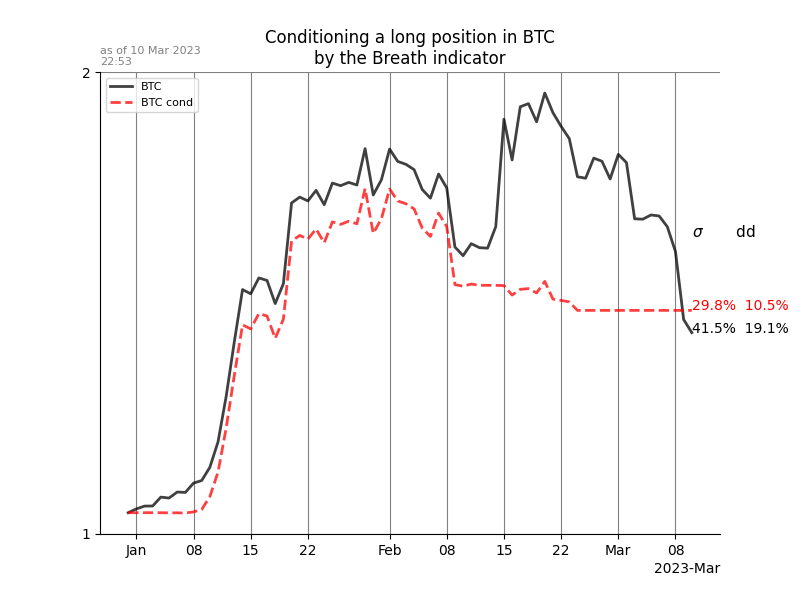 Conditioning a long position in BTC
by the Breath indicator
as of 10 Mar 2023
22:53
2
BTC
BTC cond
σ dd
29.8% 10.5%
41.5% 19.1%
1
Jan 08 15 22 Feb 08 15 22 Mar 08
2023-Mar